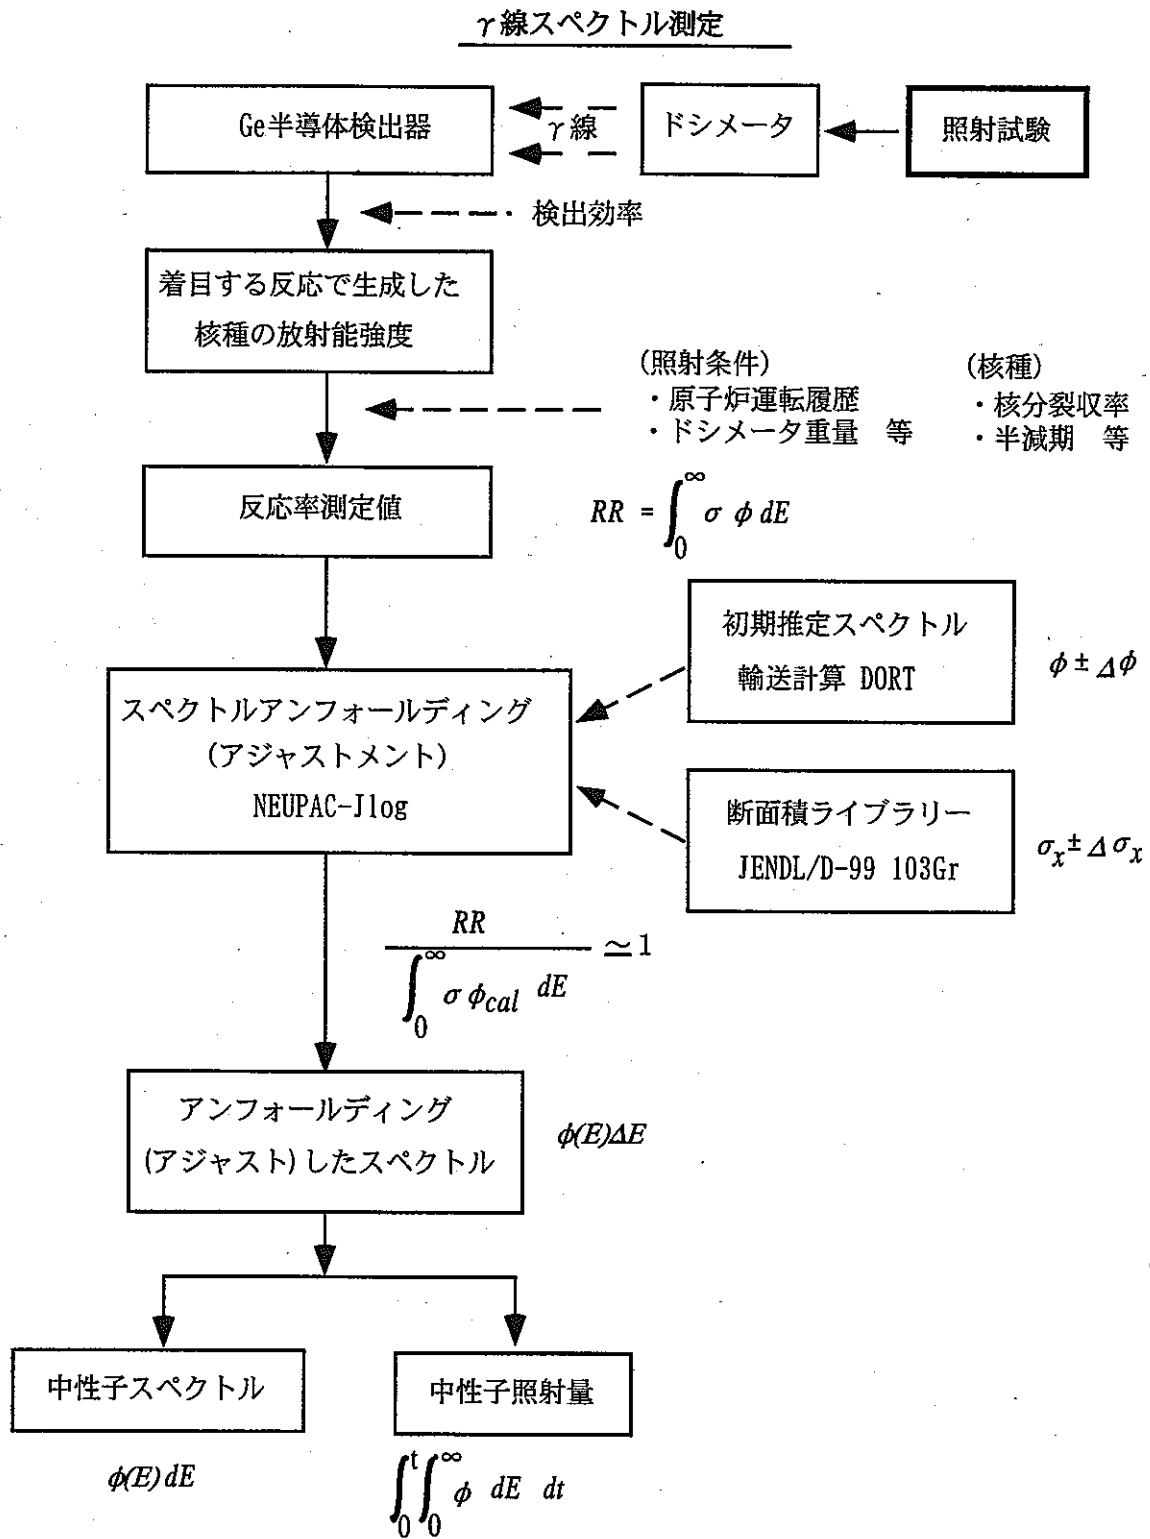 γ線スペクトル測定
Ge半導体検出器
γ線
ドシメータ
照射試験
検出効率
着目する反応で生成した
核種の放射能強度
(照射条件)
・原子炉運転履歴
・ドシメータ重量 等
(核種)
・核分裂収率
・半減期 等
反応率測定値
RR = ∫₀^∞ σ φ dE
初期推定スペクトル
輸送計算 DORT
φ ± Δφ
スペクトルアンフォールディング
(アジャストメント)
NEUPAC-Jlog
断面積ライブラリー
JENDL/D-99 103Gr
σₓ ± Δσₓ
RR
∫₀^∞ σ φcal dE
≃1
アンフォールディング
(アジャスト)したスペクトル
φ(E)ΔE
中性子スペクトル
中性子照射量
φ(E)dE
∫₀^t ∫₀^∞ φ dE dt